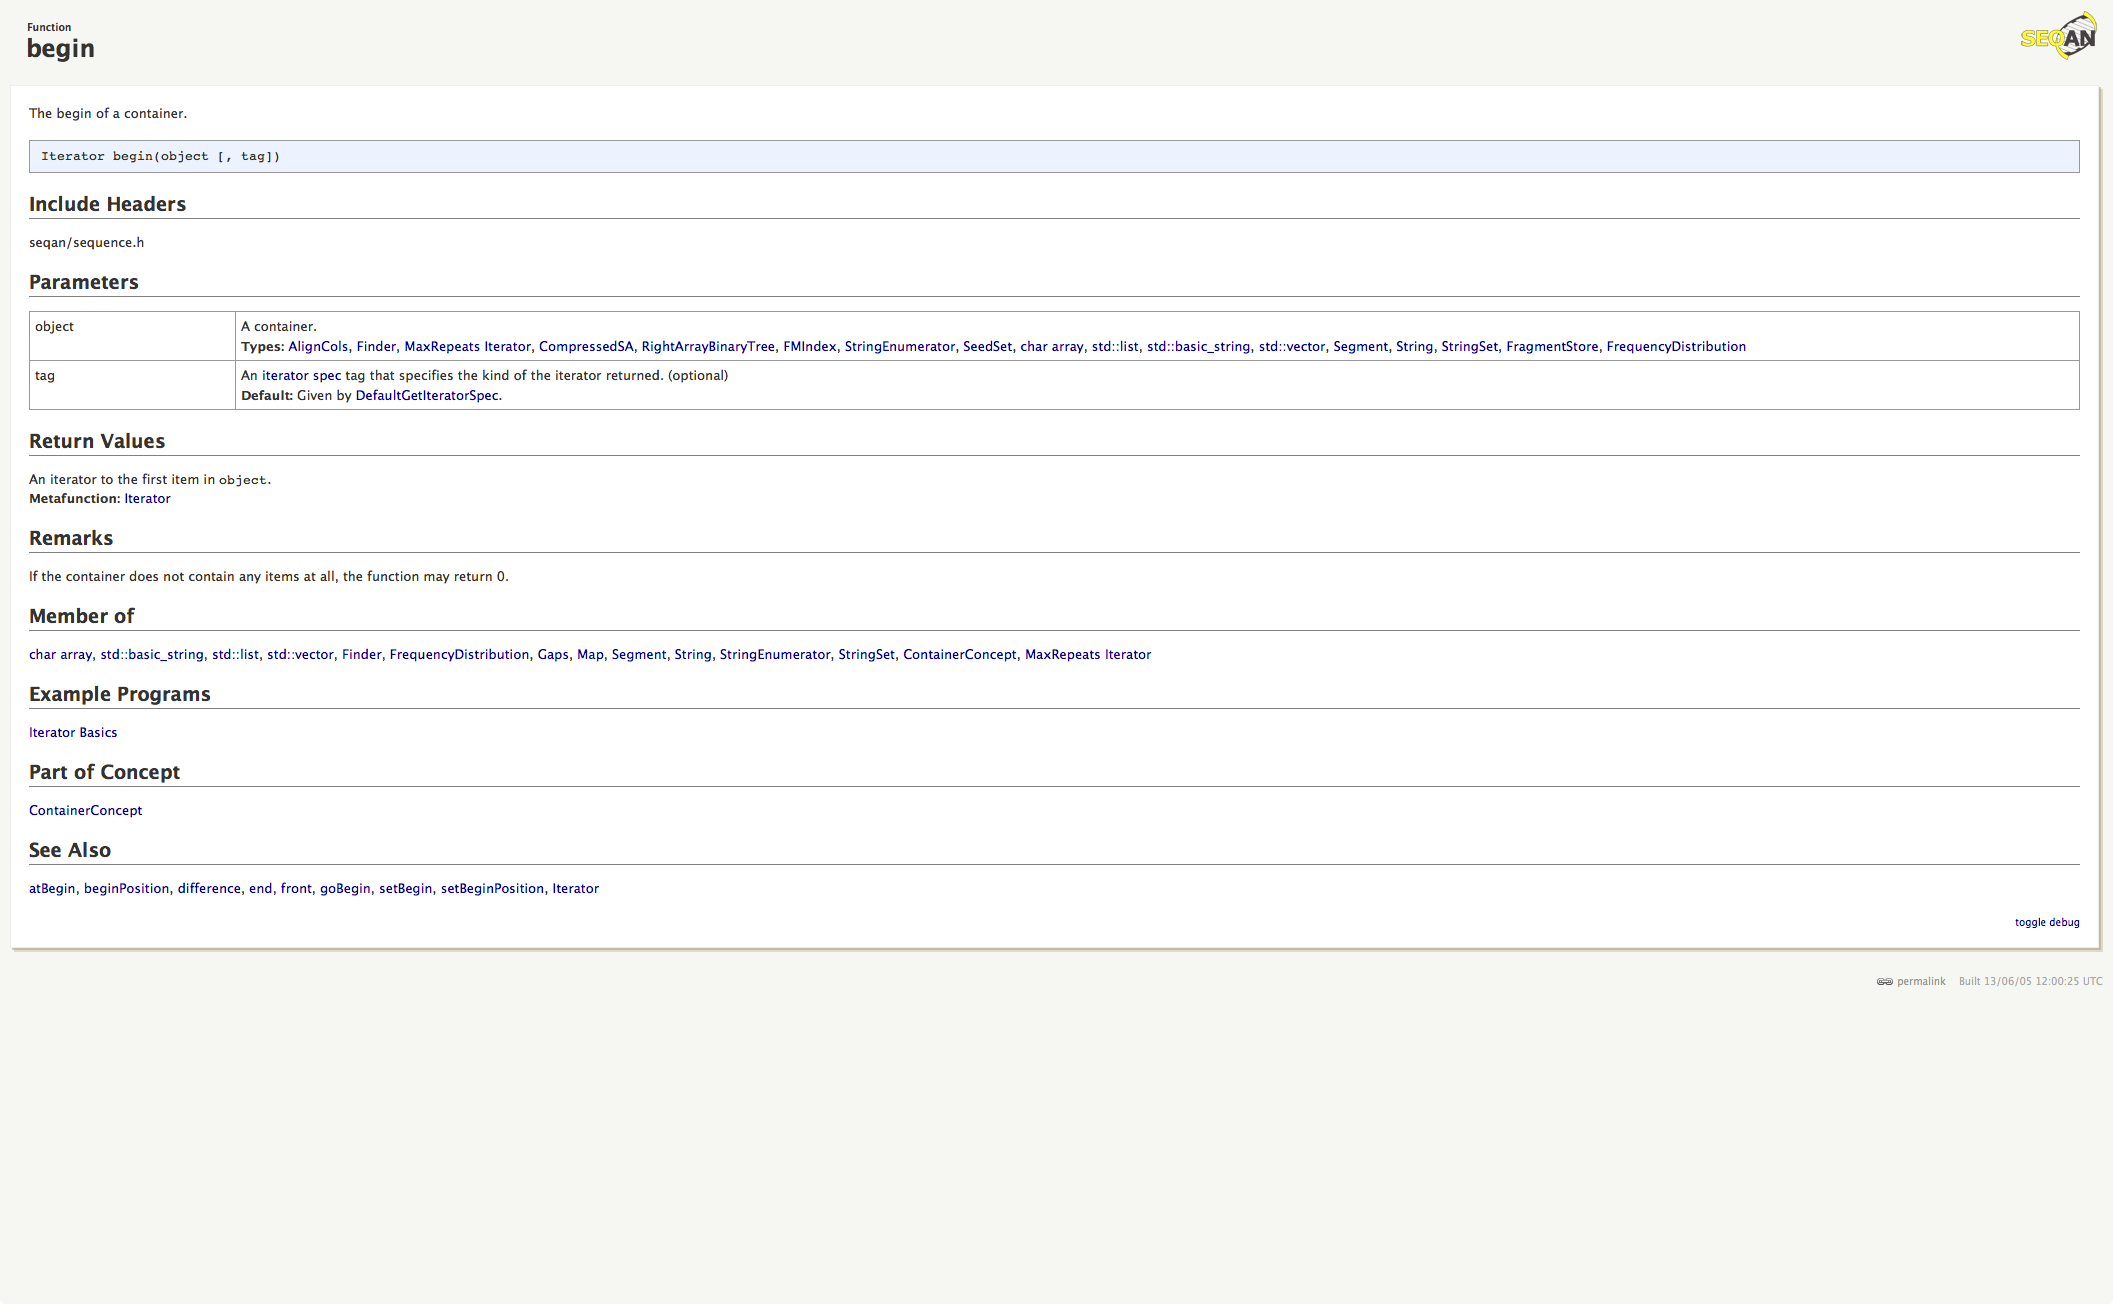 Function
begin
SEQAN
The begin of a container.
Iterator begin(object [, tag])
Include Headers
seqan/sequence.h
Parameters
object
A container.
Types: AlignCols, Finder, MaxRepeats Iterator, CompressedSA, RightArrayBinaryTree, FMIndex, StringEnumerator, SeedSet, char array, std::list, std::basic_string, std::vector, Segment, String, StringSet, FragmentStore, FrequencyDistribution
tag
An iterator spec tag that specifies the kind of the iterator returned. (optional)
Default: Given by DefaultGetIteratorSpec.
Return Values
An iterator to the first item in object.
Metafunction: Iterator
Remarks
If the container does not contain any items at all, the function may return 0.
Member of
char array, std::basic_string, std::list, std::vector, Finder, FrequencyDistribution, Gaps, Map, Segment, String, StringEnumerator, StringSet, ContainerConcept, MaxRepeats Iterator
Example Programs
Iterator Basics
Part of Concept
ContainerConcept
See Also
atBegin, beginPosition, difference, end, front, goBegin, setBegin, setBeginPosition, Iterator
toggle debug
permalink Built 13/06/05 12:00:25 UTC